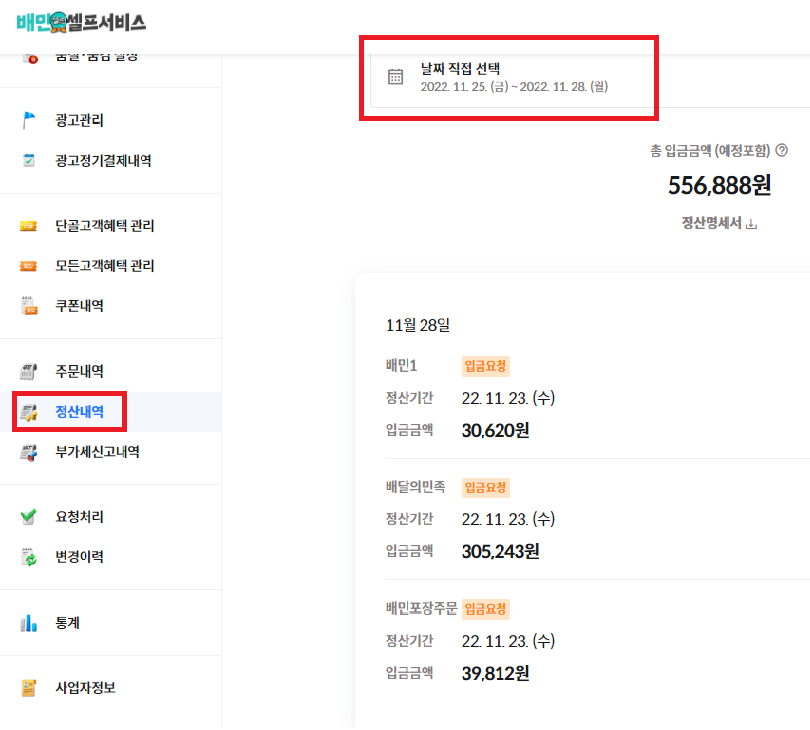 배민셀프서비스
품절·숨김 설정
광고관리
광고정기결제내역
단골고객혜택 관리
모든고객혜택 관리
쿠폰내역
주문내역
정산내역
부가세신고내역
요청처리
변경이력
통계
사업자정보
날짜 직접 선택
2022. 11. 25. (금) ~ 2022. 11. 28. (월)
총 입금금액 (예정포함) ?
556,888원
정산명세서
11월 28일
배민1 입금요청
정산기간 22. 11. 23. (수)
입금금액 30,620원
배달의민족 입금요청
정산기간 22. 11. 23. (수)
입금금액 305,243원
배민포장주문 입금요청
정산기간 22. 11. 23. (수)
입금금액 39,812원